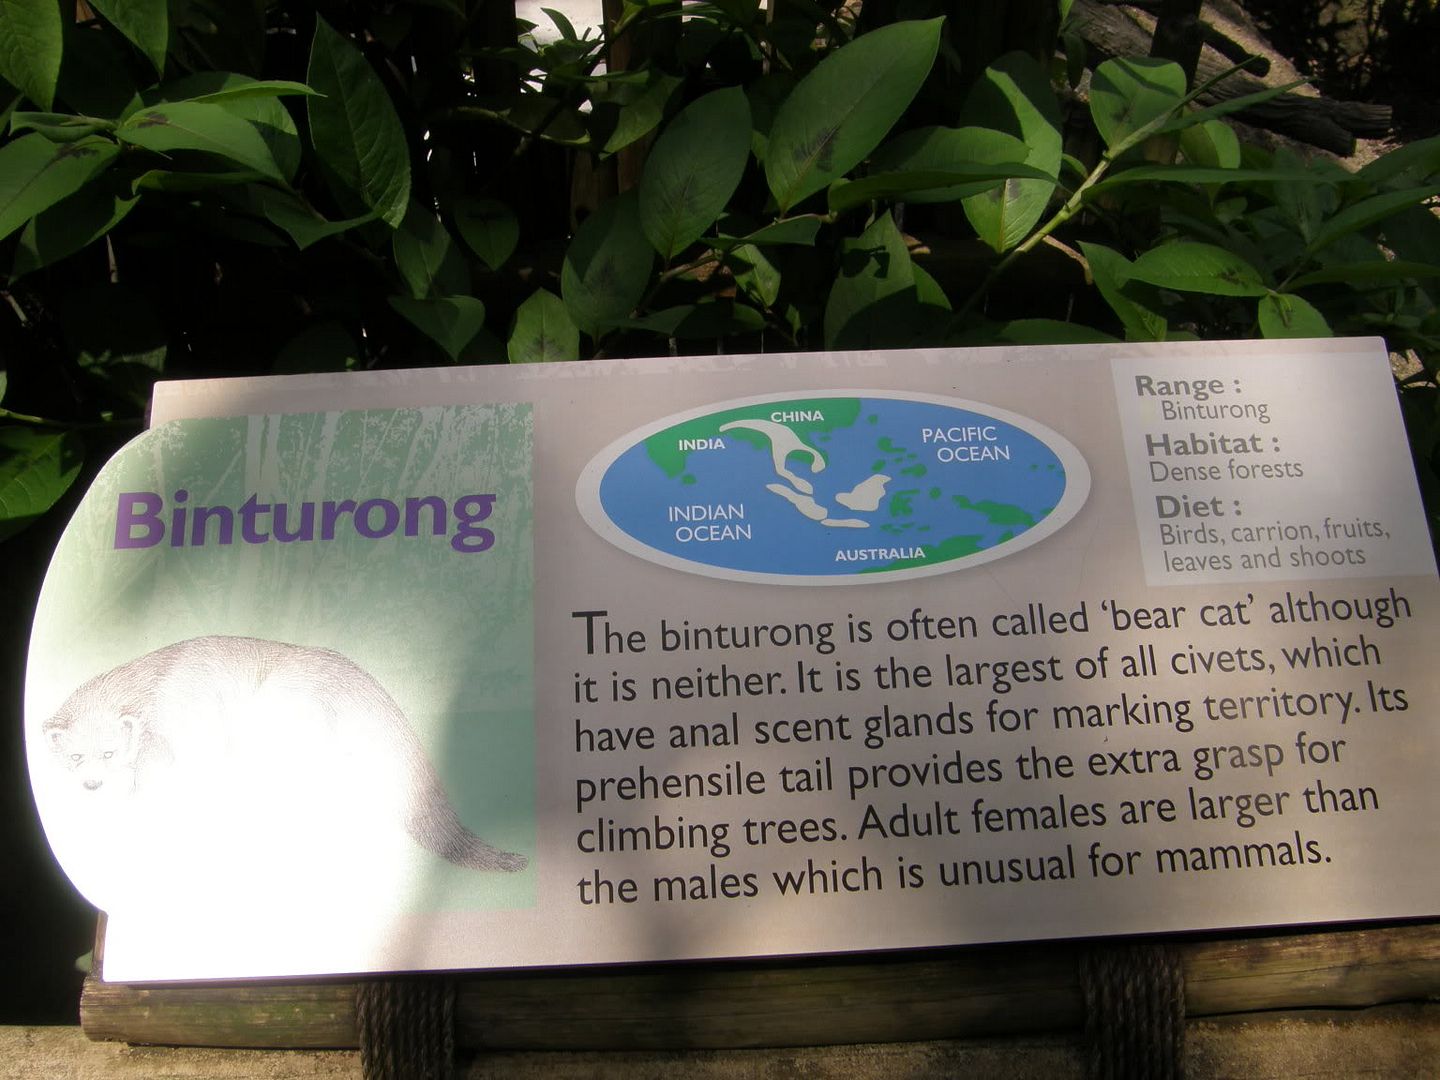 Binturong
CHINA
INDIA
PACIFIC
OCEAN
INDIAN
OCEAN
AUSTRALIA
Range :
Binturong
Habitat :
Dense forests
Diet :
Birds, carrion, fruits,
leaves and shoots
The binturong is often called ‘bear cat’ although
it is neither. It is the largest of all civets, which
have anal scent glands for marking territory. Its
prehensile tail provides the extra grasp for
climbing trees. Adult females are larger than
the males which is unusual for mammals.